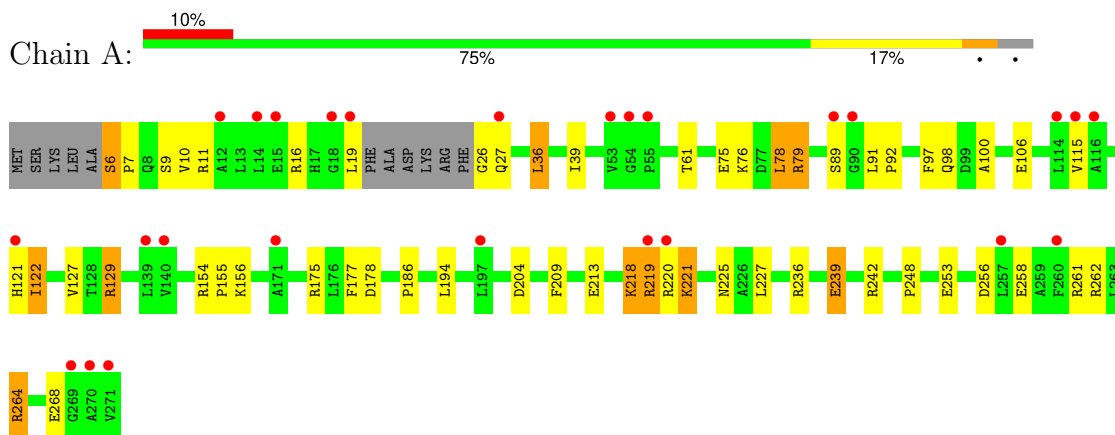 10%
Chain A:
75% 17% • •
MET SER LYS LEU ALA S6 P7 Q8 S9 V10 R11 A12 L13 L14 E15 R16 H17 G18 L19 PHE ALA ASP LYS ARG PHE G26 Q27 L36 I39 V53 G54 P55 T61 E75 K76 D77 L78 R79 S89 G90 L91 P92 F97 Q98 D99 A100 E106 L114 V115 A116
H121 I122 V127 T128 R129 L139 V140 R154 P155 K156 A171 R175 L176 F177 D178 P186 L194 L197 D204 F209 E213 K218 R219 R220 K221 N225 A226 L227 R236 E239 R242 P248 E253 D256 L257 E258 A259 F260 R261 R262 L263
R264 E268 G269 A270 V271